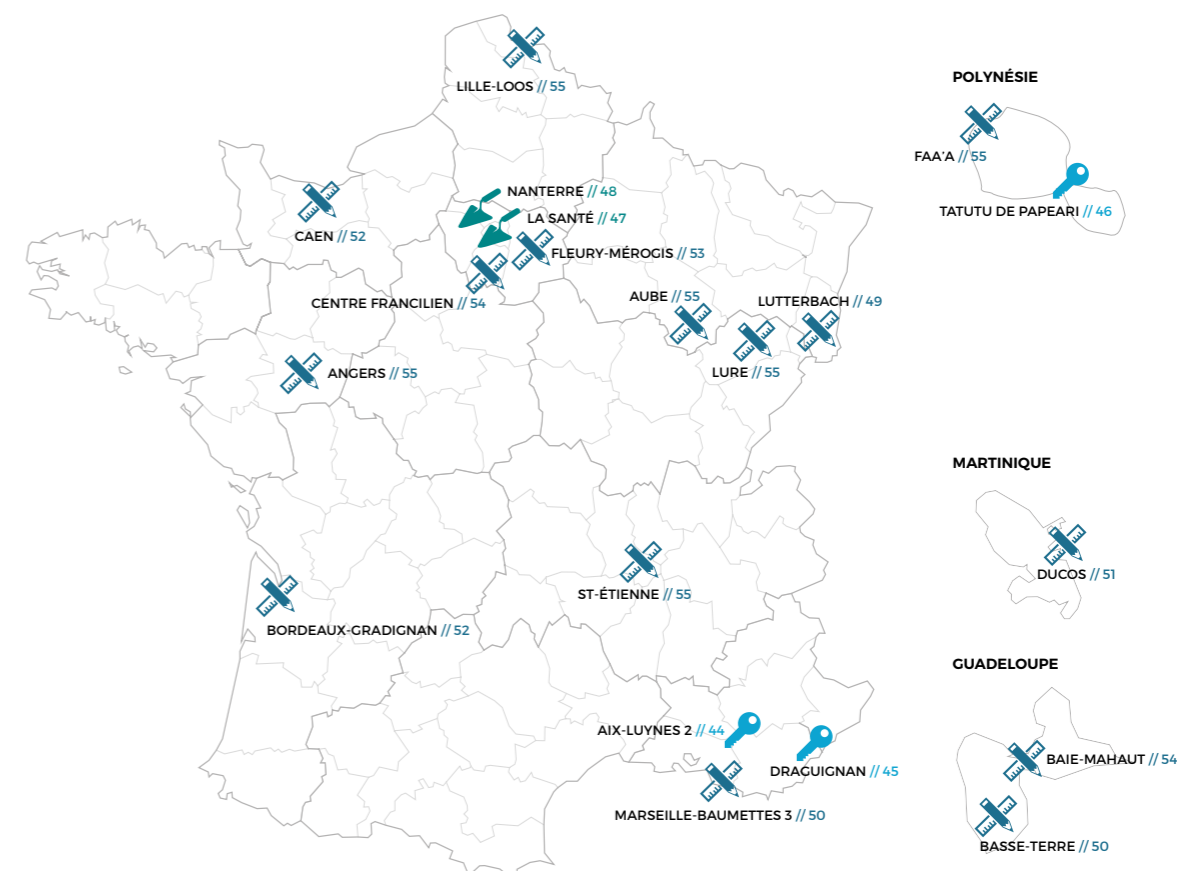 LILLE-LOOS // 55
NANTERRE // 48
LA SANTÉ // 47
CAEN // 52
FLEURY-MÉROGIS // 53
CENTRE FRANCILIEN // 54
AUBE // 55
LUTTERBACH // 49
LURE // 55
ANGERS // 55
ST-ÉTIENNE // 55
BORDEAUX-GRADIGNAN // 52
AIX-LUYNES 2 // 44
DRAGUIGNAN // 45
MARSEILLE-BAUMETTES 3 // 50
POLYNÉSIE
FAA'A // 55
TATUTU DE PAPEARI // 46
MARTINIQUE
DUCOS // 51
GUADELOUPE
BAIE-MAHAUT // 54
BASSE-TERRE // 50